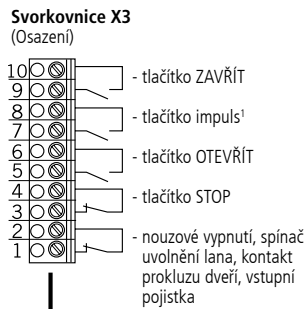 Svorkovnice X3
(Osazení)
10
9
- tlačítko ZAVŘÍT
8
7
- tlačítko impuls¹
6
5
- tlačítko OTEVŘÍT
4
3
- tlačítko STOP
2
1
- nouzové vypnutí, spínač
uvolnění lana, kontakt
prokluzu dveří, vstupní
pojistka